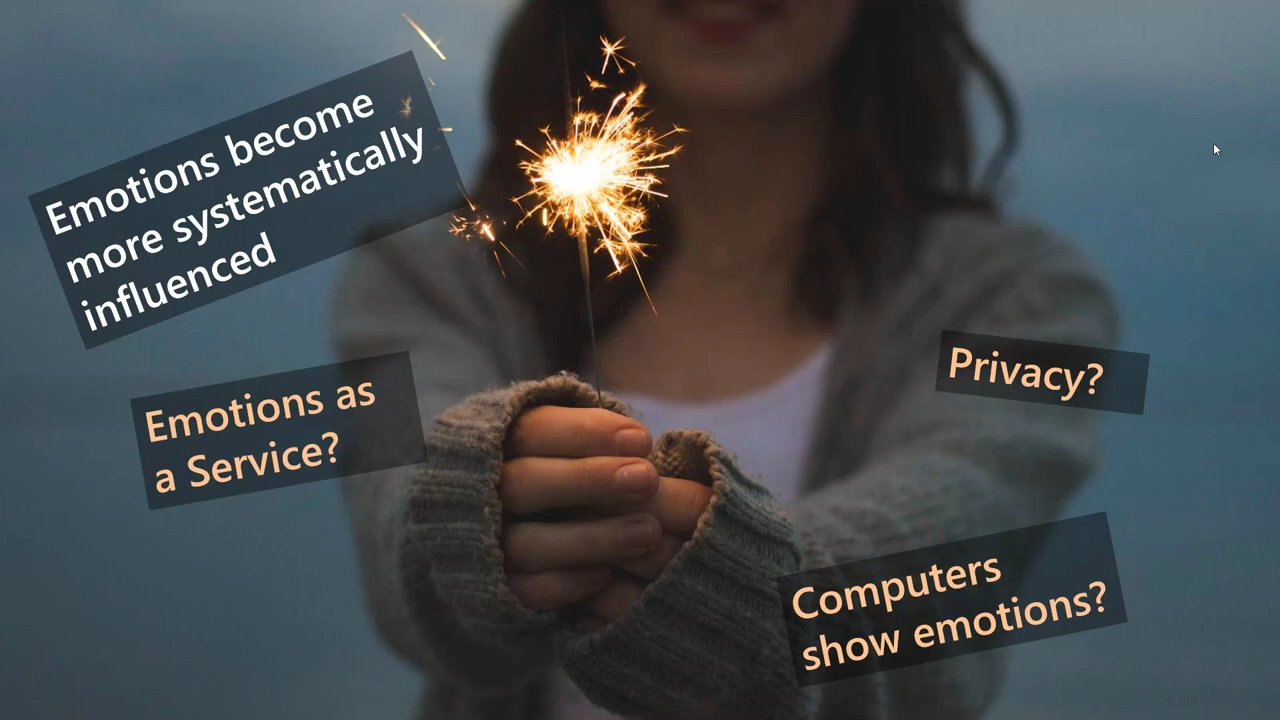 Emotions become
more systematically
influenced
Emotions as
a Service?
Privacy?
Computers
show emotions?